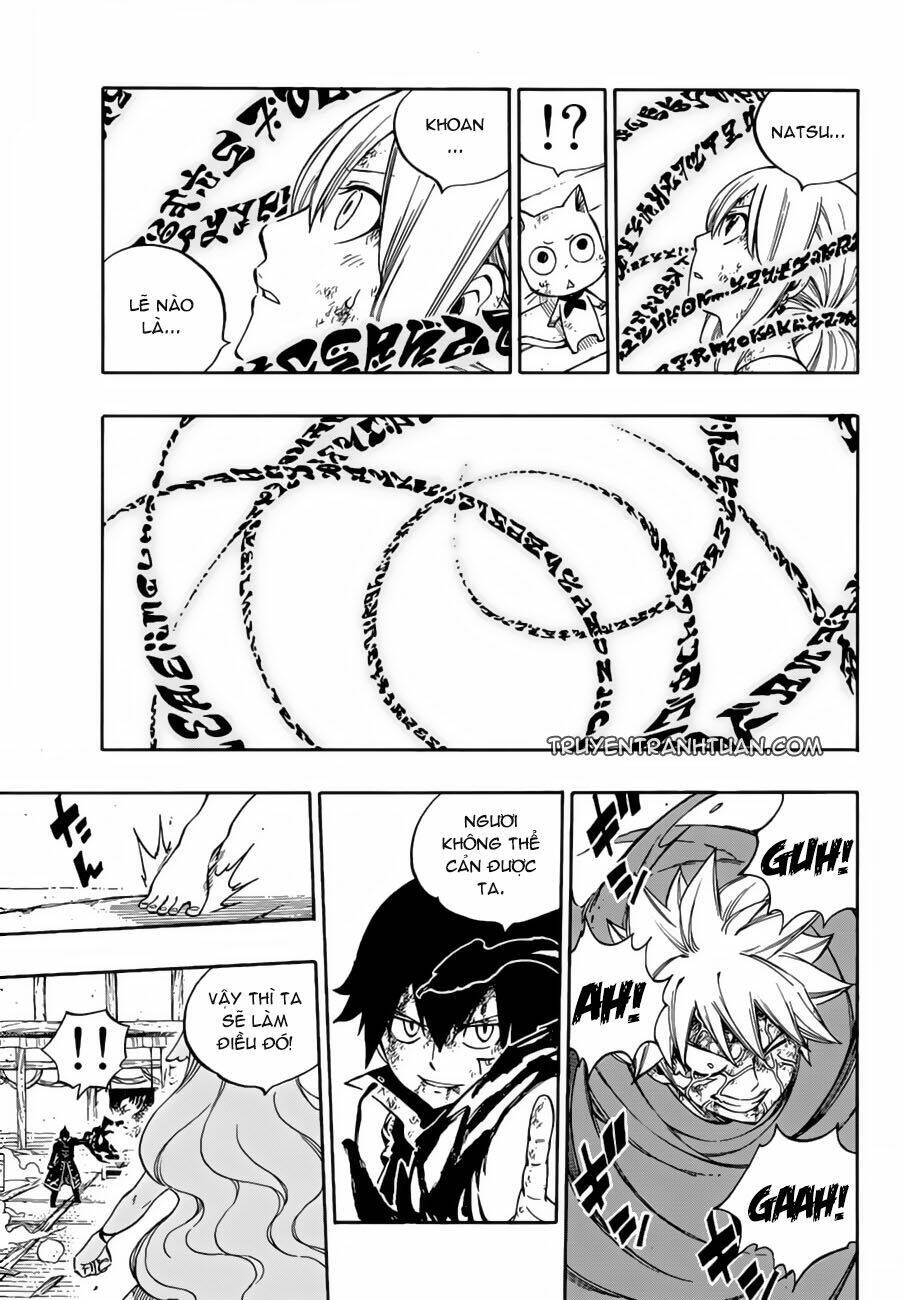 NATSU...
!?
KHOAN
...
LẼ NÀO
LÀ...
TRUYENTRANHTUAN.COM
GUH!
AH!
GAAH!
NGƯƠI
KHÔNG THỂ
CẢN ĐƯỢC
TA.
VẬY THÌ TA
SẼ LÀM
ĐIỀU ĐÓ!
!!